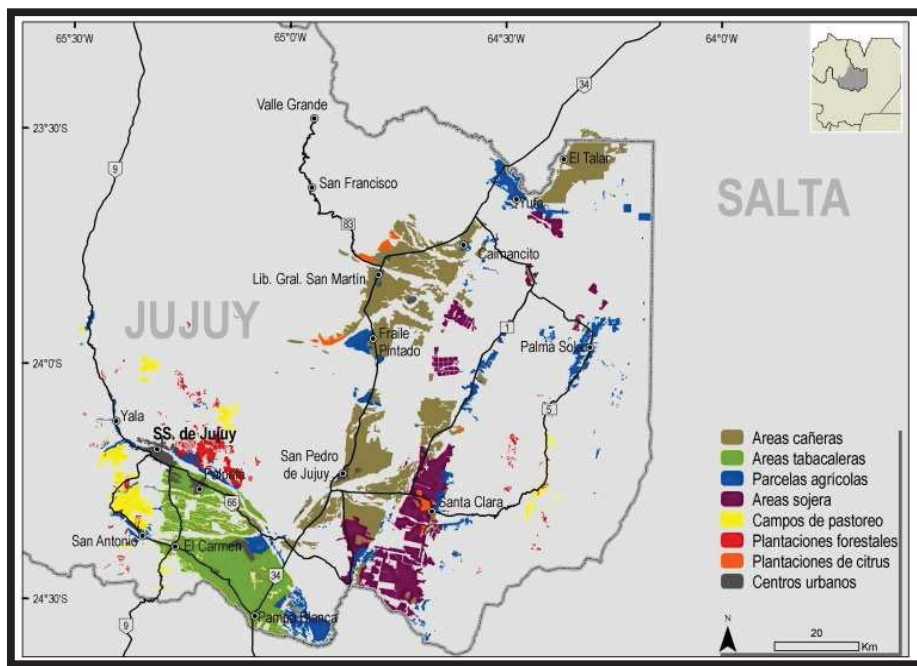 65°30'W
65°0'W
64°30'W
64°0'W
34
Valle Grande
23°30'S
El Talar
9
San Francisco
Yuto
SALTA
83
Caimancito
Lib. Gral. San Martín
JUJUY
Fraile
Pintado
1
Palma Sola
24°0'S
5
Yala
SS. de Jujuy
San Pedro
de Jujuy
Palpalá
66
Santa Clara
San Antonio
El Carmen
34
24°30'S
Pampa Blanca
9
Areas cañeras
Areas tabacaleras
Parcelas agrícolas
Areas sojera
Campos de pastoreo
Plantaciones forestales
Plantaciones de citrus
Centros urbanos
N
20
Km